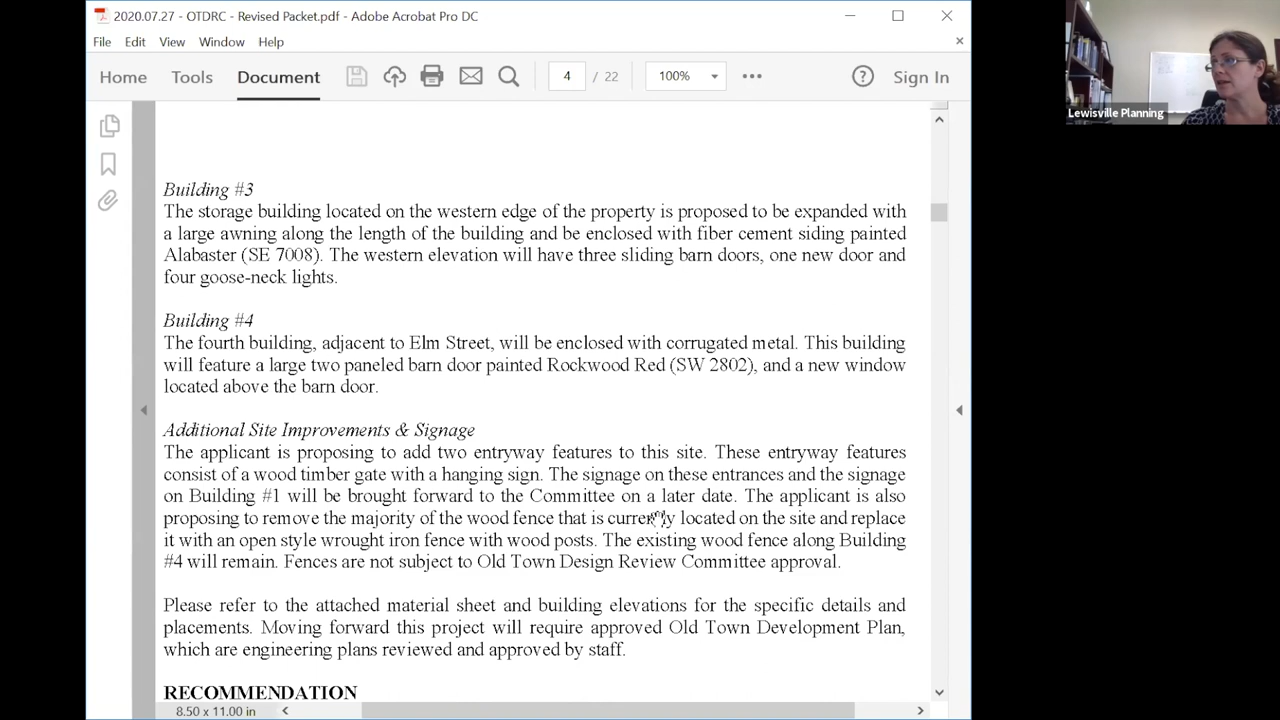 2020.07.27 - OTDRC - Revised Packet.pdf - Adobe Acrobat Pro DC
File Edit View Window Help
Home Tools Document 4 / 22 100% Sign In
Lewisville Planning
Building #3
The storage building located on the western edge of the property is proposed to be expanded with
a large awning along the length of the building and be enclosed with fiber cement siding painted
Alabaster (SE 7008). The western elevation will have three sliding barn doors, one new door and
four goose-neck lights.
Building #4
The fourth building, adjacent to Elm Street, will be enclosed with corrugated metal. This building
will feature a large two paneled barn door painted Rockwood Red (SW 2802), and a new window
located above the barn door.
Additional Site Improvements & Signage
The applicant is proposing to add two entryway features to this site. These entryway features
consist of a wood timber gate with a hanging sign. The signage on these entrances and the signage
on Building #1 will be brought forward to the Committee on a later date. The applicant is also
proposing to remove the majority of the wood fence that is currently located on the site and replace
it with an open style wrought iron fence with wood posts. The existing wood fence along Building
#4 will remain. Fences are not subject to Old Town Design Review Committee approval.
Please refer to the attached material sheet and building elevations for the specific details and
placements. Moving forward this project will require approved Old Town Development Plan,
which are engineering plans reviewed and approved by staff.
RECOMMENDATION
8.50 x 11.00 in